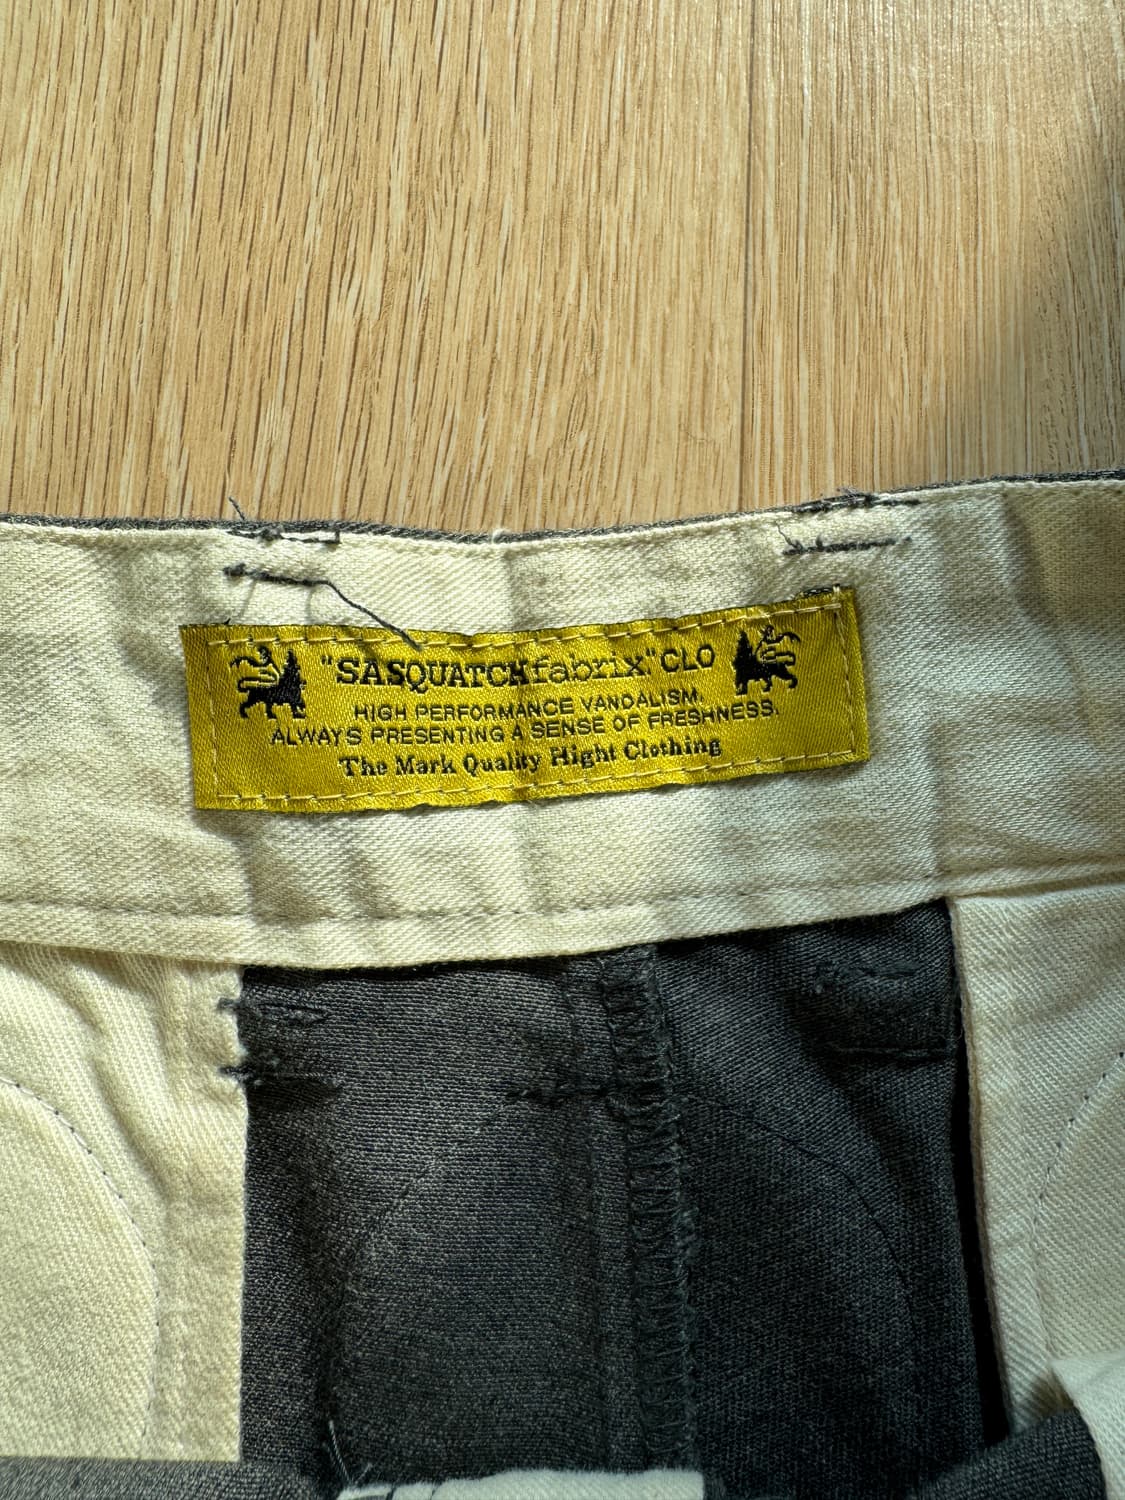 "SASQUATCHfabrix." CLO
HIGH PERFORMANCE VANDALISM.
ALWAYS PRESENTING A SENSE OF FRESHNESS.
The Mark Quality Hight Clothing